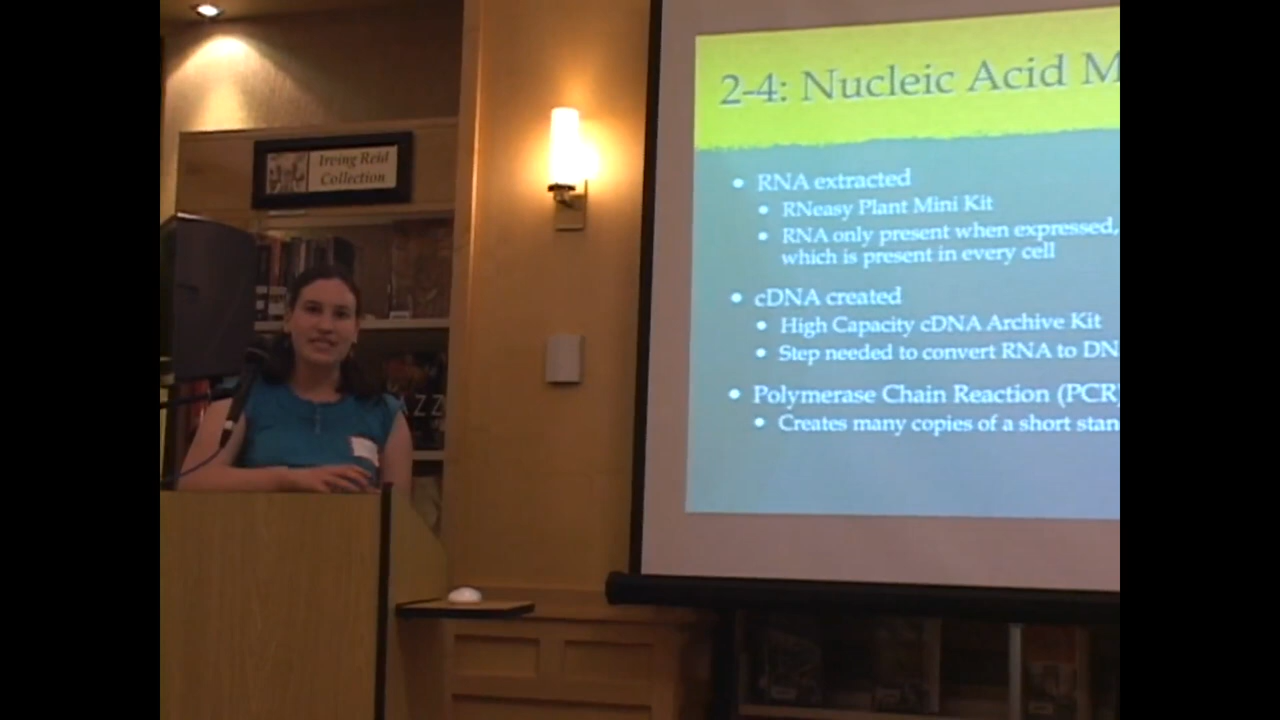 Irving Reid
Collection
AZZ
2-4: Nucleic Acid M
• RNA extracted
• RNeasy Plant Mini Kit
• RNA only present when expressed,
which is present in every cell
• cDNA created
• High Capacity cDNA Archive Kit
• Step needed to convert RNA to DN
• Polymerase Chain Reaction (PCR)
• Creates many copies of a short stan